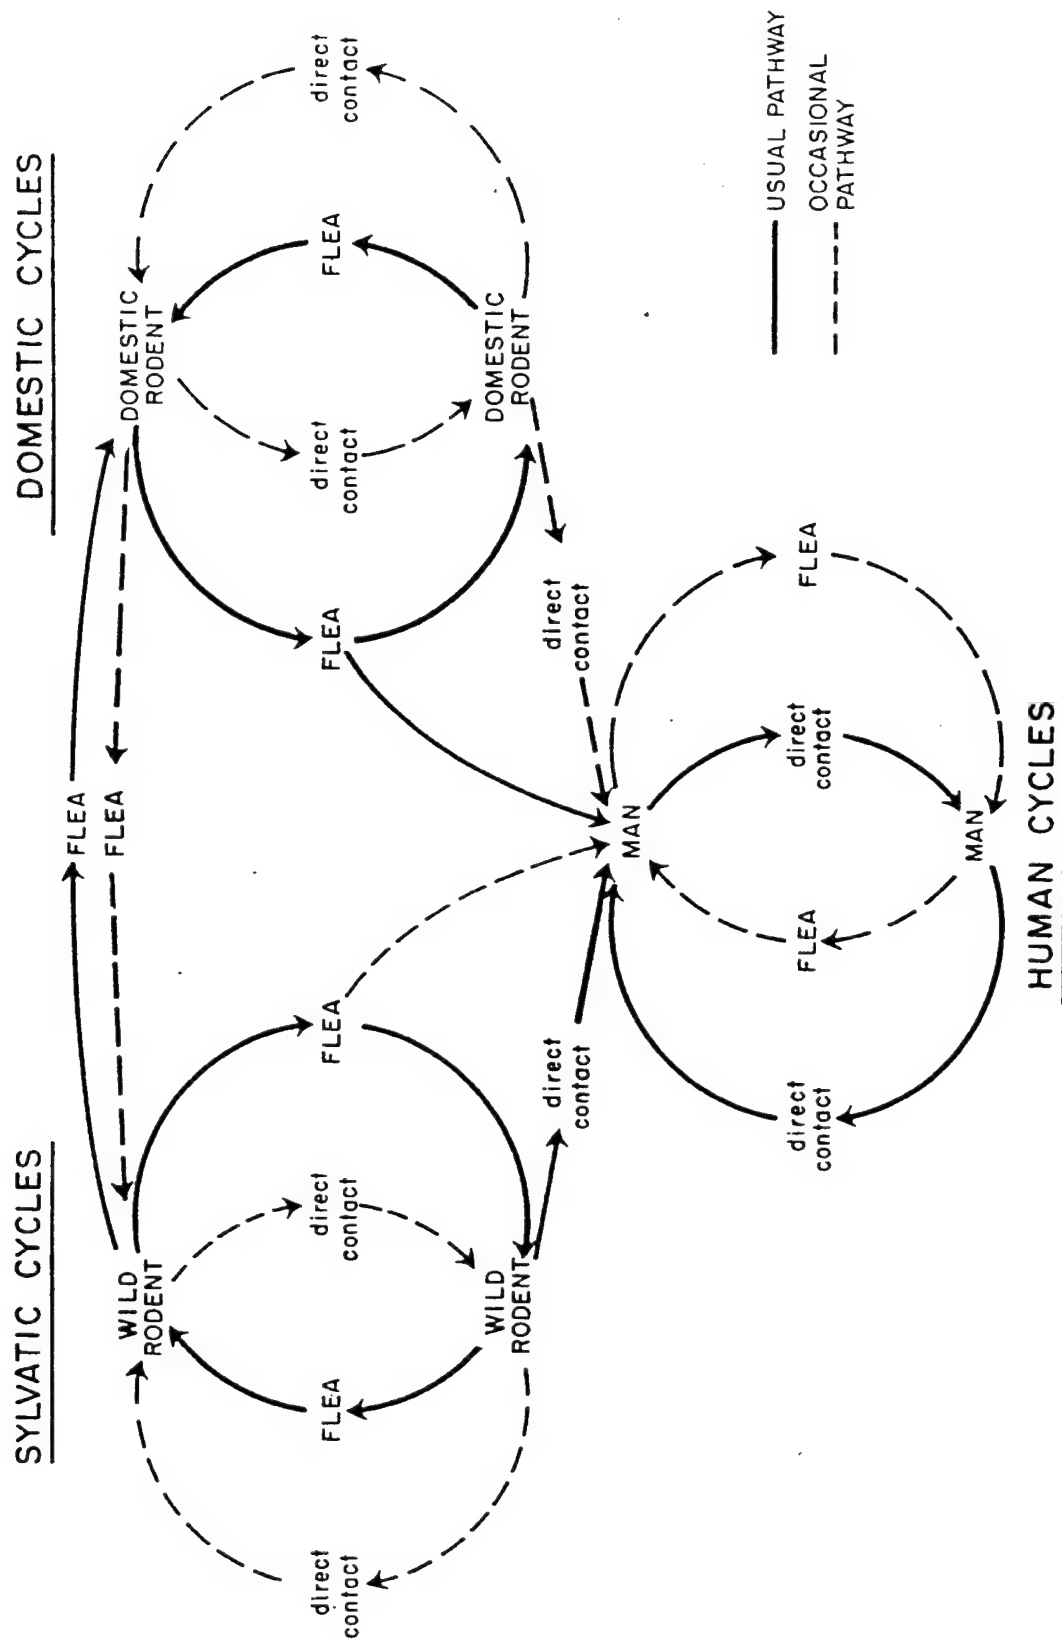 SYLVATIC CYCLES
DOMESTIC CYCLES
FLEA
FLEA
WILD
RODENT
DOMESTIC
RODENT
direct
contact
FLEA
direct
contact
FLEA
FLEA
direct
contact
FLEA
direct
contact
WILD
RODENT
DOMESTIC
RODENT
direct
contact
direct
contact
MAN
direct
contact
FLEA
direct
contact
FLEA
MAN
HUMAN CYCLES
USUAL PATHWAY
OCCASIONAL
PATHWAY